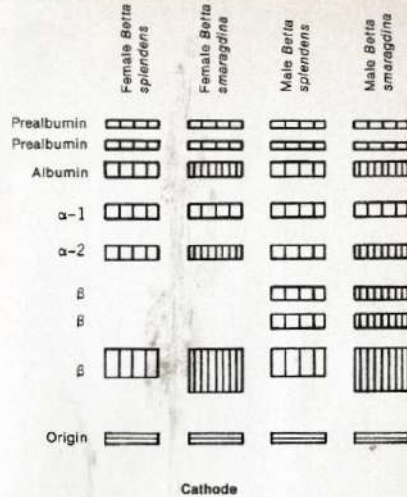 Female Betta
splendens
Female Betta
smaragdina
Male Betta
splendens
Male Betta
smaragdina
Prealbumin
Prealbumin
Albumin
α-1
α-2
β
β
β
Origin
Cathode